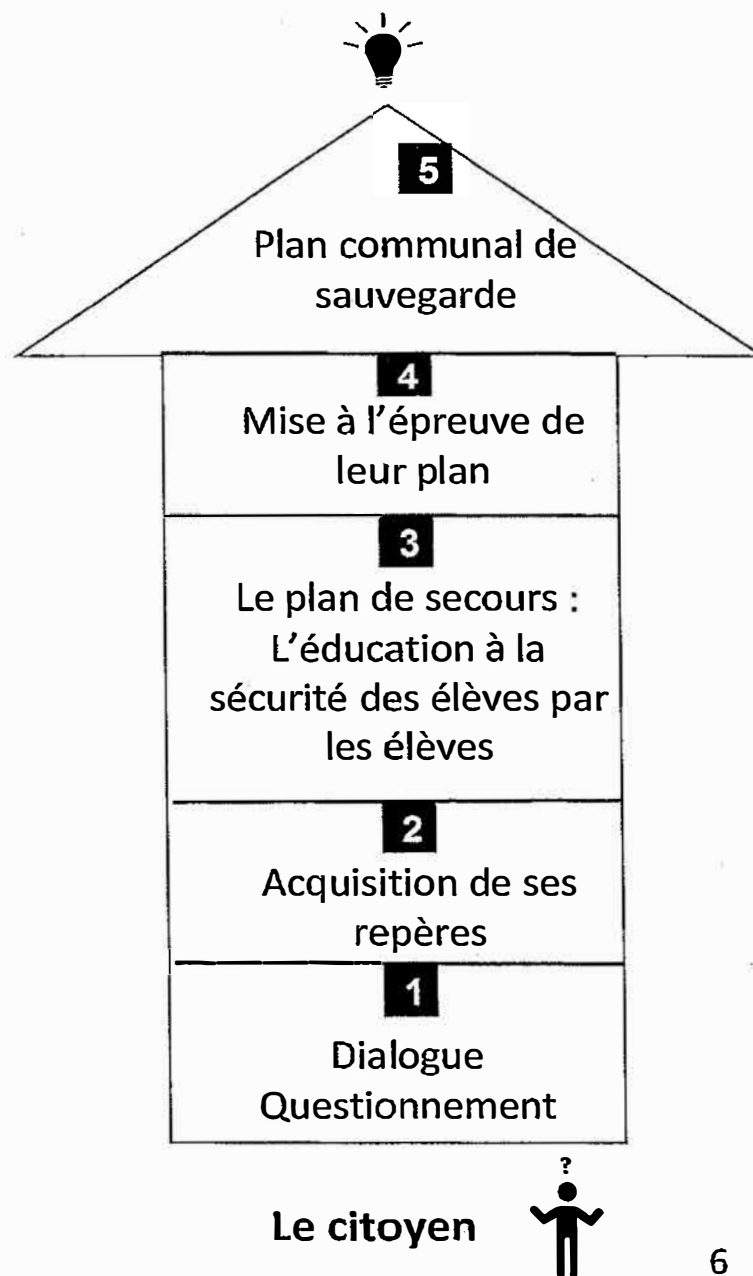 5
Plan communal de
sauvegarde
4
Mise à l'épreuve de
leur plan
3
Le plan de secours :
L'éducation à la
sécurité des élèves par
les élèves
2
Acquisition de ses
repères
1
Dialogue
Questionnement
?
Le citoyen
6